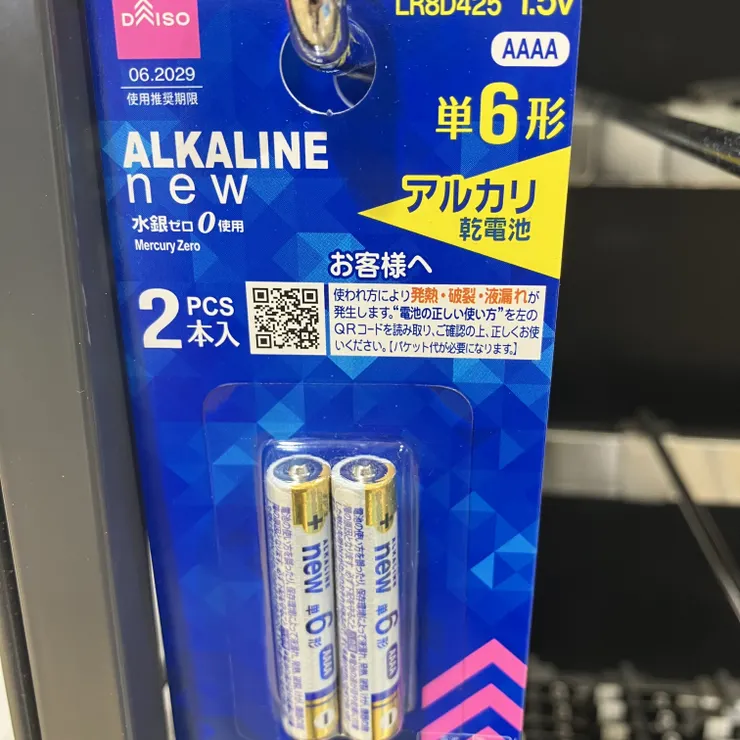 DAISO
06.2029
使用推奨期限
LR8D425 1.5V
AAAA
単6形
ALKALINE
new
水銀ゼロ0使用
Mercury Zero
アルカリ
乾電池
2 PCS
本入
お客様へ
使われ方により発熱・破裂・液漏れが
発生します。“電池の正しい使い方”を左の
QRコードを読み取り、ご確認の上、正しくお使
いください。【パケット代が必要になります。】
+
ALKALINE
new
単6形
AAAA
+
ALKALINE
new
単6形
AAAA